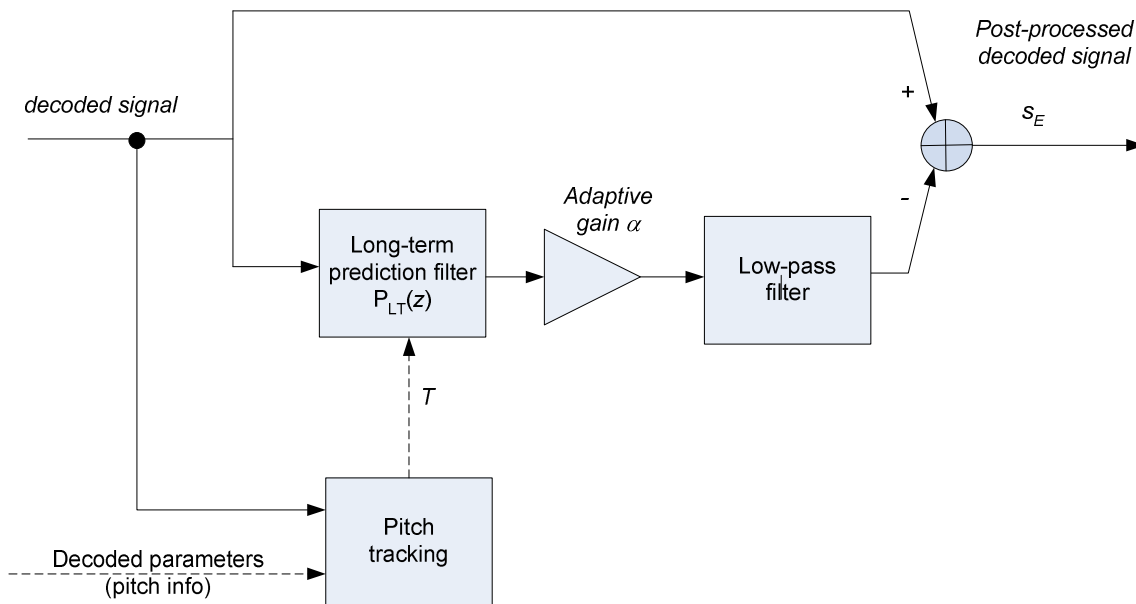 Post-processed
decoded signal
decoded signal
+
s_E
-
Adaptive
gain α
Long-term
prediction filter
P_LT(z)
Low-pass
filter
T
Pitch
tracking
Decoded parameters
(pitch info)